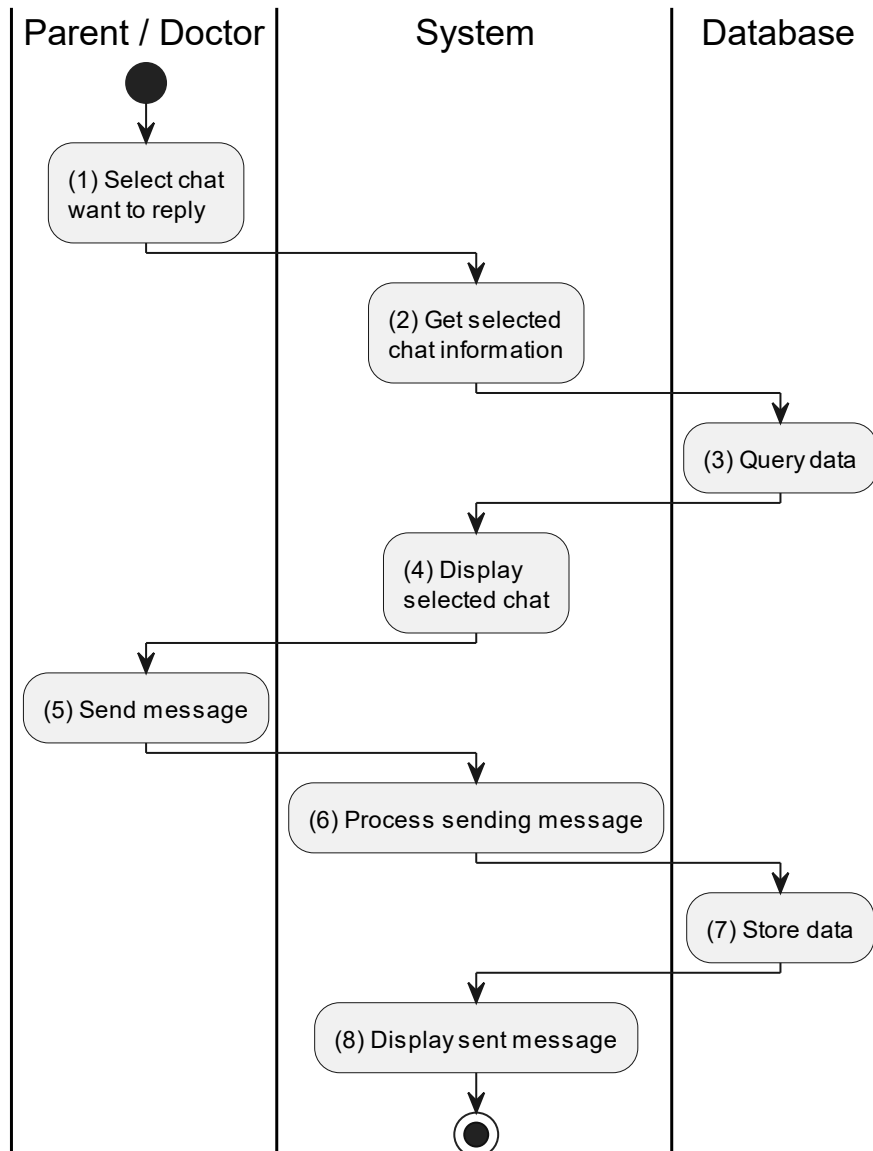 Parent / Doctor
System
Database
(1) Select chat
want to reply
(2) Get selected
chat information
(3) Query data
(4) Display
selected chat
(5) Send message
(6) Process sending message
(7) Store data
(8) Display sent message